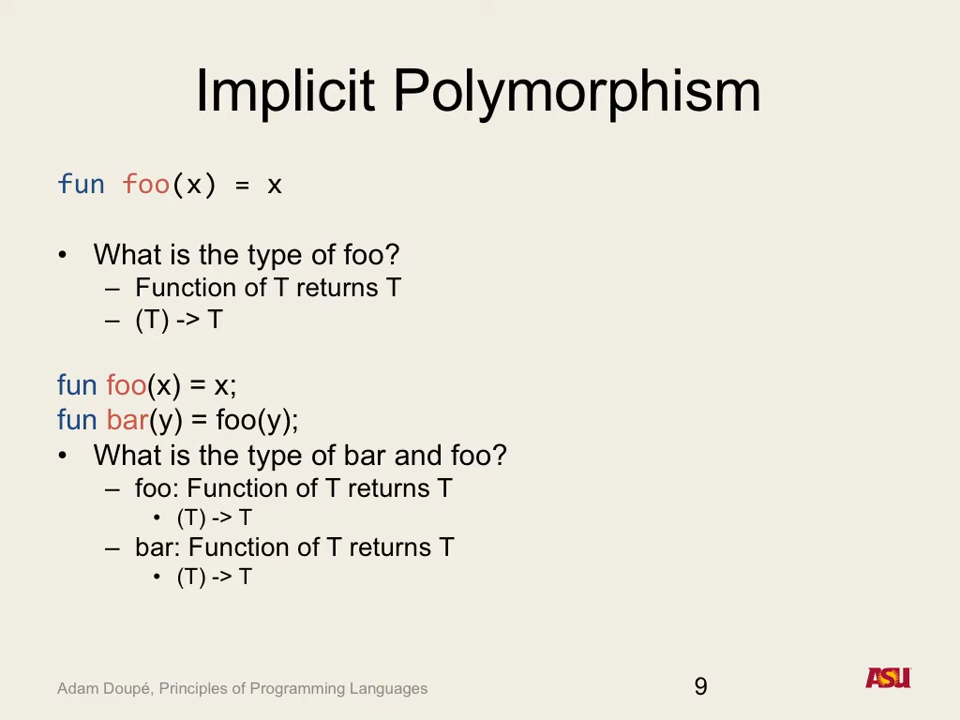 Implicit Polymorphism
fun foo(x) = x
• What is the type of foo?
– Function of T returns T
– (T) -> T
fun foo(x) = x;
fun bar(y) = foo(y);
• What is the type of bar and foo?
– foo: Function of T returns T
• (T) -> T
– bar: Function of T returns T
• (T) -> T
Adam Doupé, Principles of Programming Languages
9
ASU